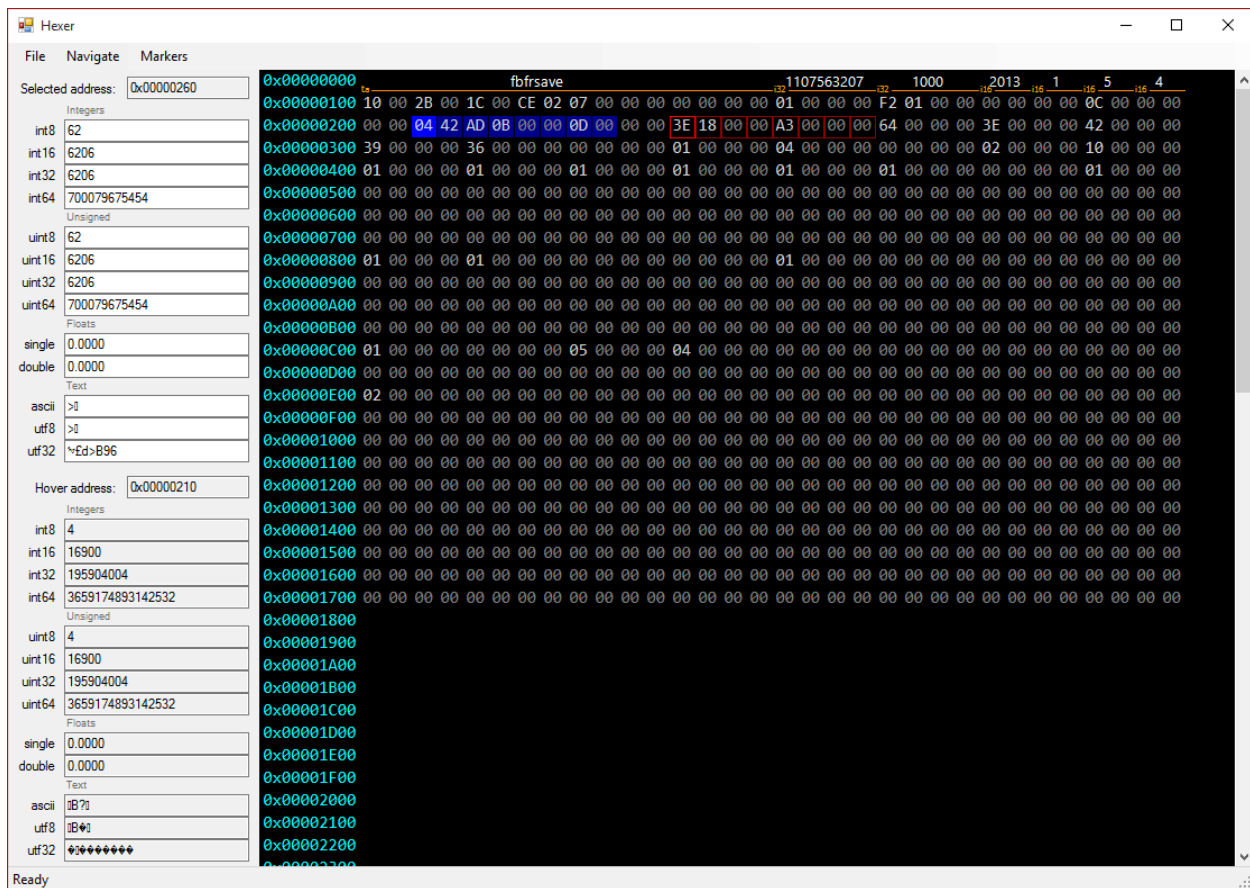 Hexer
File Navigate Markers
Selected address: 0x00000260
Integers
int8 62
int16 6206
int32 6206
int64 700079675454
Unsigned
uint8 62
uint16 6206
uint32 6206
uint64 700079675454
Floats
single 0.0000
double 0.0000
Text
ascii >▯
utf8 >▯
utf32
Hover address: 0x00000210
Integers
int8 4
int16 16900
int32 195904004
int64 3659174893142532
Unsigned
uint8 4
uint16 16900
uint32 195904004
uint64 3659174893142532
Floats
single 0.0000
double 0.0000
Text
ascii ▯B?▯
utf8 ▯B�▯
utf32 �▯�������
0x00000000 ta fbfrsave i32 1107563207 i32 1000 i16 2013 i16 1 i16 5 i16 4
0x00000100 10 00 2B 00 1C 00 CE 02 07 00 00 00 00 00 00 00 01 00 00 00 F2 01 00 00 00 00 00 00 0C 00 00 00
0x00000200 00 00 04 42 AD 0B 00 00 0D 00 00 00 3E 18 00 00 A3 00 00 00 64 00 00 00 3E 00 00 00 42 00 00 00
0x00000300 39 00 00 00 36 00 00 00 00 00 00 00 01 00 00 00 04 00 00 00 00 00 00 00 02 00 00 00 10 00 00 00
0x00000400 01 00 00 00 01 00 00 00 01 00 00 00 01 00 00 00 01 00 00 00 01 00 00 00 00 00 00 00 01 00 00 00
0x00000500 00 00 00 00 00 00 00 00 00 00 00 00 00 00 00 00 00 00 00 00 00 00 00 00 00 00 00 00 00 00 00 00
0x00000600 00 00 00 00 00 00 00 00 00 00 00 00 00 00 00 00 00 00 00 00 00 00 00 00 00 00 00 00 00 00 00 00
0x00000700 00 00 00 00 00 00 00 00 00 00 00 00 00 00 00 00 00 00 00 00 00 00 00 00 00 00 00 00 00 00 00 00
0x00000800 01 00 00 00 01 00 00 00 00 00 00 00 00 00 00 00 01 00 00 00 00 00 00 00 00 00 00 00 00 00 00 00
0x00000900 00 00 00 00 00 00 00 00 00 00 00 00 00 00 00 00 00 00 00 00 00 00 00 00 00 00 00 00 00 00 00 00
0x00000A00 00 00 00 00 00 00 00 00 00 00 00 00 00 00 00 00 00 00 00 00 00 00 00 00 00 00 00 00 00 00 00 00
0x00000B00 00 00 00 00 00 00 00 00 00 00 00 00 00 00 00 00 00 00 00 00 00 00 00 00 00 00 00 00 00 00 00 00
0x00000C00 01 00 00 00 00 00 00 00 05 00 00 00 04 00 00 00 00 00 00 00 00 00 00 00 00 00 00 00 00 00 00 00
0x00000D00 00 00 00 00 00 00 00 00 00 00 00 00 00 00 00 00 00 00 00 00 00 00 00 00 00 00 00 00 00 00 00 00
0x00000E00 02 00 00 00 00 00 00 00 00 00 00 00 00 00 00 00 00 00 00 00 00 00 00 00 00 00 00 00 00 00 00 00
0x00000F00 00 00 00 00 00 00 00 00 00 00 00 00 00 00 00 00 00 00 00 00 00 00 00 00 00 00 00 00 00 00 00 00
0x00001000 00 00 00 00 00 00 00 00 00 00 00 00 00 00 00 00 00 00 00 00 00 00 00 00 00 00 00 00 00 00 00 00
0x00001100 00 00 00 00 00 00 00 00 00 00 00 00 00 00 00 00 00 00 00 00 00 00 00 00 00 00 00 00 00 00 00 00
0x00001200 00 00 00 00 00 00 00 00 00 00 00 00 00 00 00 00 00 00 00 00 00 00 00 00 00 00 00 00 00 00 00 00
0x00001300 00 00 00 00 00 00 00 00 00 00 00 00 00 00 00 00 00 00 00 00 00 00 00 00 00 00 00 00 00 00 00 00
0x00001400 00 00 00 00 00 00 00 00 00 00 00 00 00 00 00 00 00 00 00 00 00 00 00 00 00 00 00 00 00 00 00 00
0x00001500 00 00 00 00 00 00 00 00 00 00 00 00 00 00 00 00 00 00 00 00 00 00 00 00 00 00 00 00 00 00 00 00
0x00001600 00 00 00 00 00 00 00 00 00 00 00 00 00 00 00 00 00 00 00 00 00 00 00 00 00 00 00 00 00 00 00 00
0x00001700 00 00 00 00 00 00 00 00 00 00 00 00 00 00 00 00 00 00 00 00 00 00 00 00 00 00 00 00 00 00 00 00
0x00001800
0x00001900
0x00001A00
0x00001B00
0x00001C00
0x00001D00
0x00001E00
0x00001F00
0x00002000
0x00002100
0x00002200
Ready